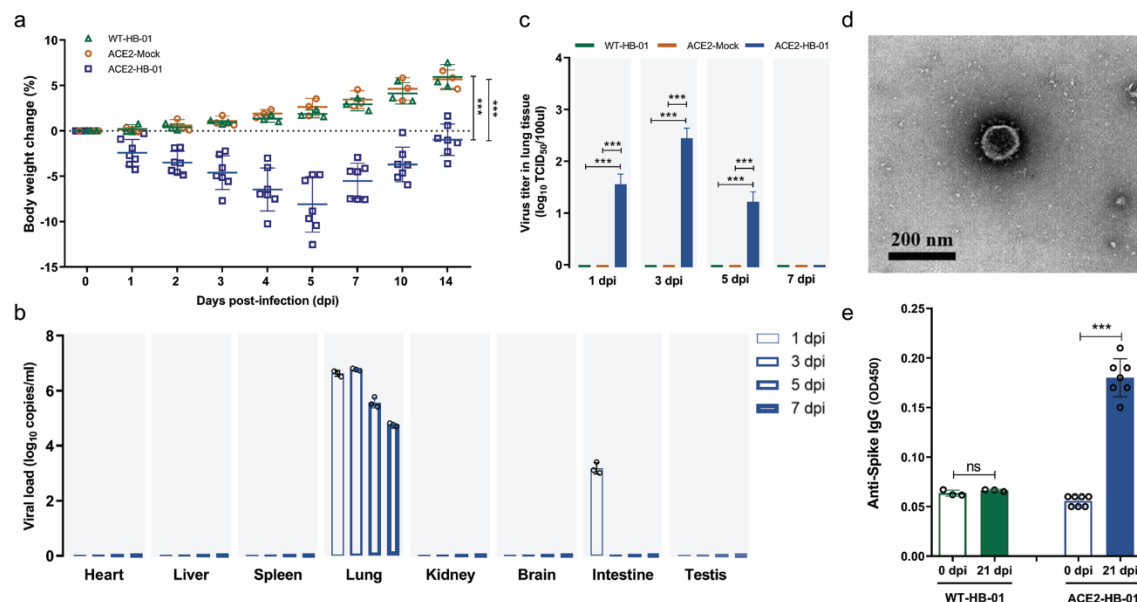 a
WT-HB-01
ACE2-Mock
ACE2-HB-01
Body weight change (%)
10
5
0
-5
-10
-15
***
***
0 1 2 3 4 5 7 10 14
Days post-infection (dpi)
b
Viral load (log10 copies/ml)
8
6
4
2
0
1 dpi
3 dpi
5 dpi
7 dpi
Heart Liver Spleen Lung Kidney Brain Intestine Testis
c
WT-HB-01 ACE2-Mock ACE2-HB-01
Virus titer in lung tissue
(log10 TCID50/100ul)
4
3
2
1
0
***
***
***
***
***
***
1 dpi 3 dpi 5 dpi 7 dpi
d
200 nm
e
Anti-Spike IgG (OD450)
0.20
0.15
0.10
0.05
0.00
ns
***
0 dpi 21 dpi 0 dpi 21 dpi
WT-HB-01 ACE2-HB-01